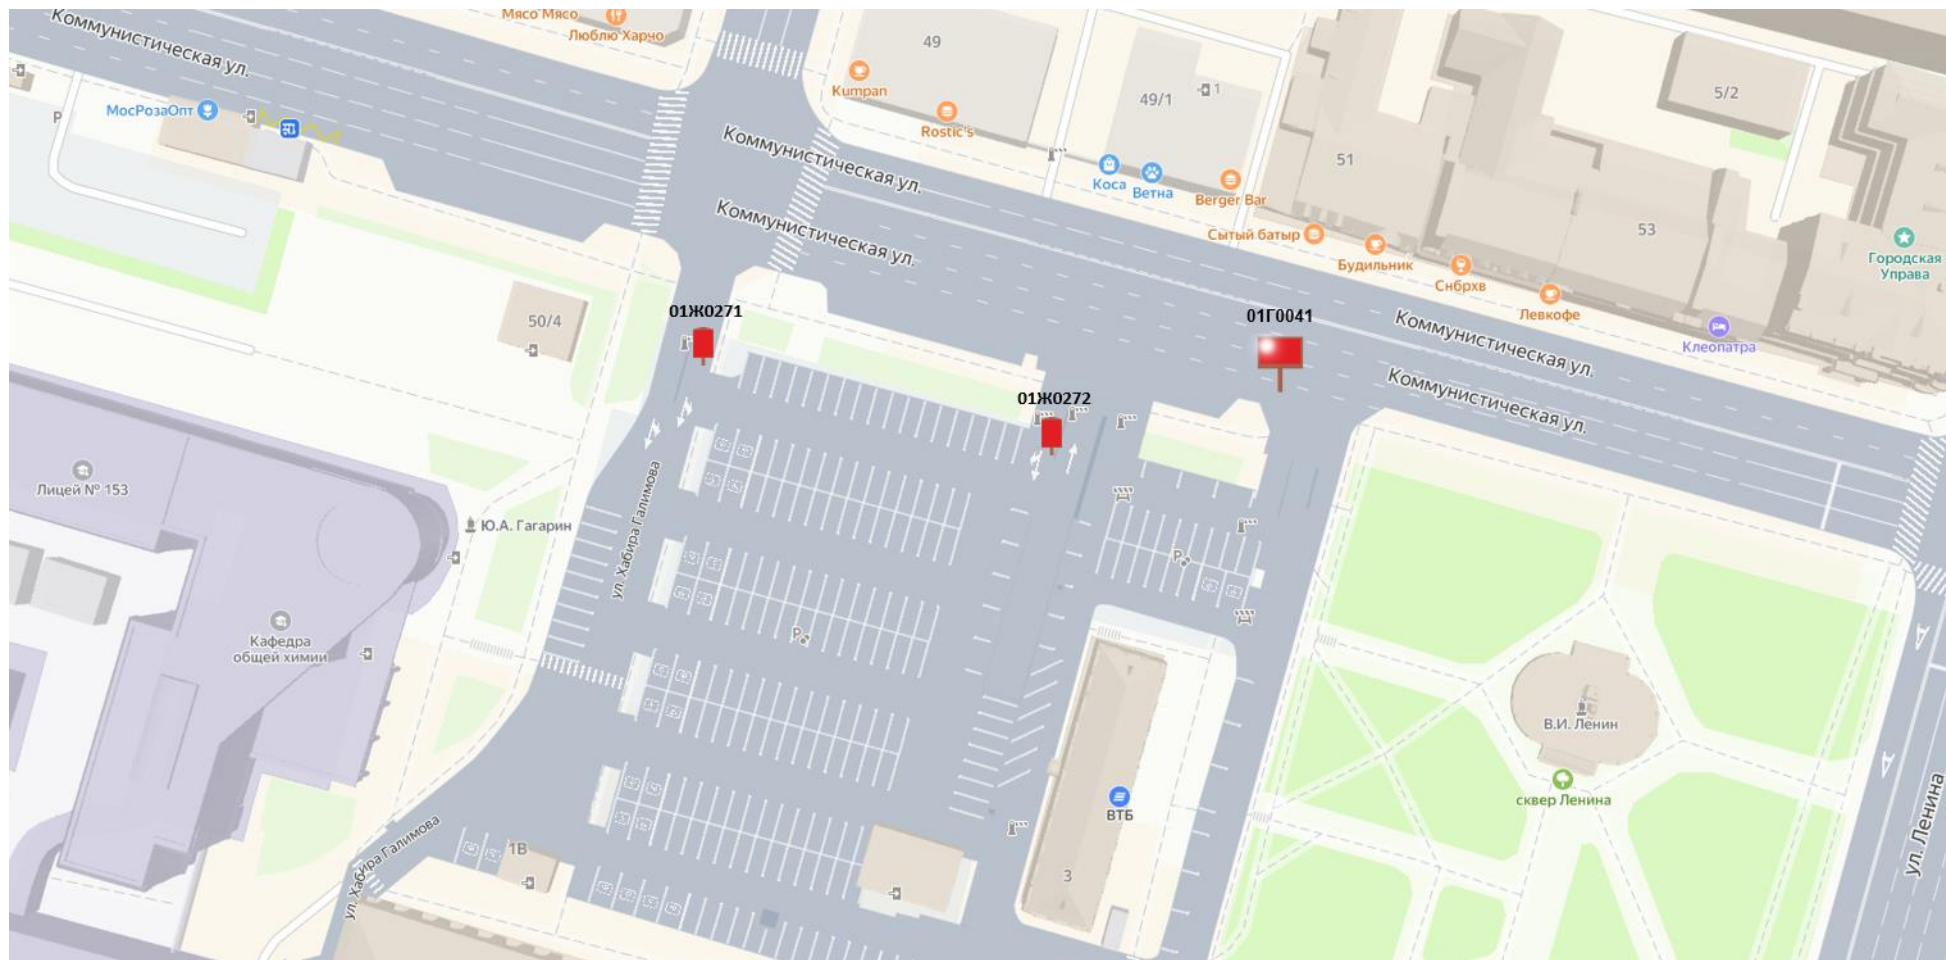 Мясо Мясо
Люблю Харчо
Коммунистическая ул.
49
Kumpan
Rostic's
49/1
1
5/2
МосРозаОпт
P
Коммунистическая ул.
Коммунистическая ул.
Коса
Ветна
Berger Bar
51
Сытый батыр
Будильник
53
Снбрхв
Левкофе
Городская
Управа
Клеопатра
50/4
01Ж0271
01Г0041
Коммунистическая ул.
Коммунистическая ул.
01Ж0272
Лицей № 153
Ю.А. Гагарин
ул. Хабира Галимова
P
P
Кафедра
общей химии
В.И. Ленин
сквер Ленина
ВТБ
ул. Ленина
1В
3
ул. Хабира Галимова